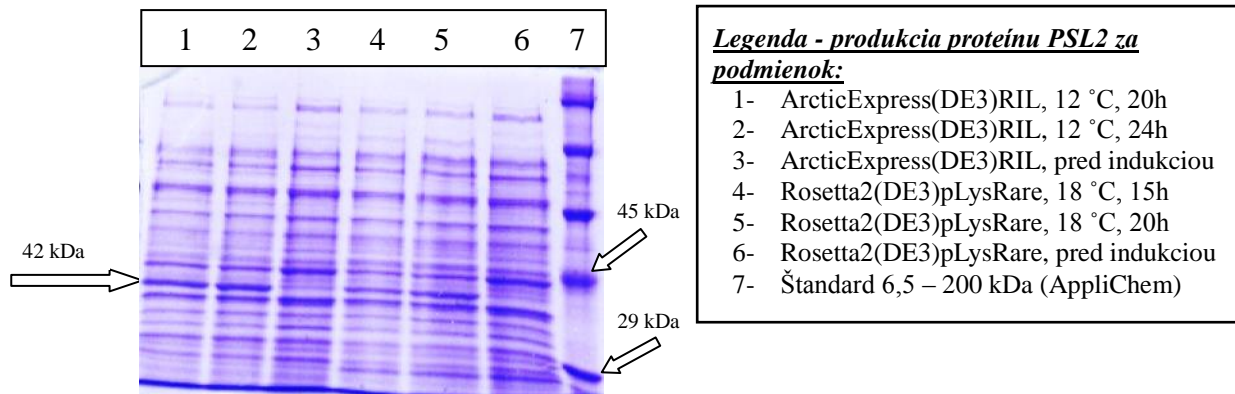 1 2 3 4 5 6 7
45 kDa
42 kDa
29 kDa
Legenda - produkcia proteínu PSL2 za
podmienok:
1- ArcticExpress(DE3)RIL, 12 ˚C, 20h
2- ArcticExpress(DE3)RIL, 12 ˚C, 24h
3- ArcticExpress(DE3)RIL, pred indukciou
4- Rosetta2(DE3)pLysRare, 18 ˚C, 15h
5- Rosetta2(DE3)pLysRare, 18 ˚C, 20h
6- Rosetta2(DE3)pLysRare, pred indukciou
7- Štandard 6,5 – 200 kDa (AppliChem)